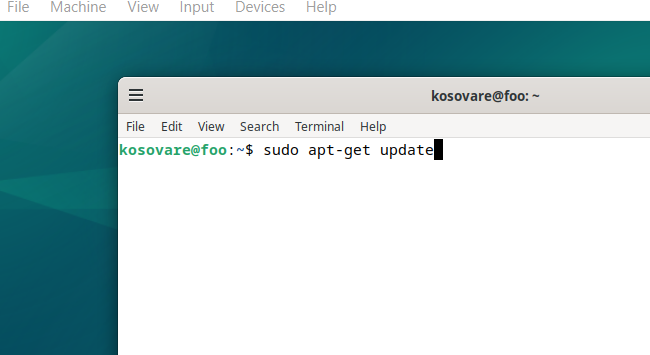 File Machine View Input Devices Help
kosovare@foo: ~
File Edit View Search Terminal Help
kosovare@foo:~$ sudo apt-get update